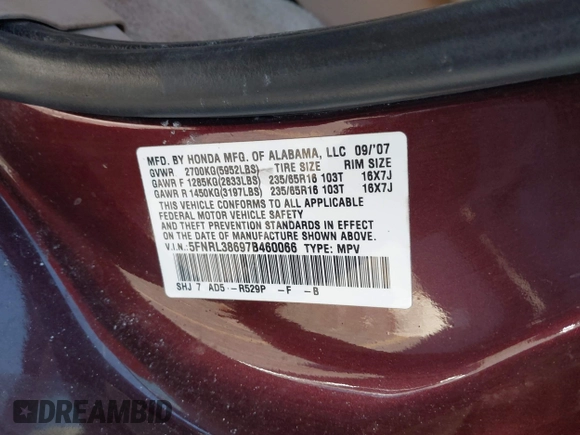 MFD. BY HONDA MFG. OF ALABAMA, LLC 09/'07
GVWR 2700KG(5952LBS) TIRE SIZE RIM SIZE
GAWR F 1285KG(2833LBS) 235/65R16 103T 16X7J
GAWR R 1450KG(3197LBS) 235/65R16 103T 16X7J
THIS VEHICLE CONFORMS TO ALL APPLICABLE
FEDERAL MOTOR VEHICLE SAFETY
AND THEFT PREVENTION STANDARDS IN EFFECT
ON THE DATE OF MANUFACTURE SHOWN ABOVE.
V.I.N.: 5FNRL38697B460066 TYPE: MPV
SHJ 7 AD5 -R529P -F -B
DREAMBID